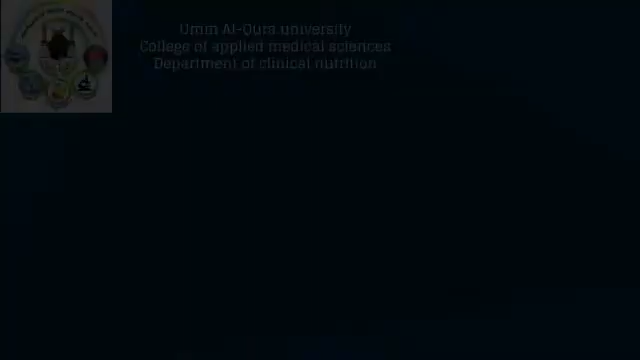 Umm Al-Qura university
College of applied medical sciences
Department of clinical nutrition